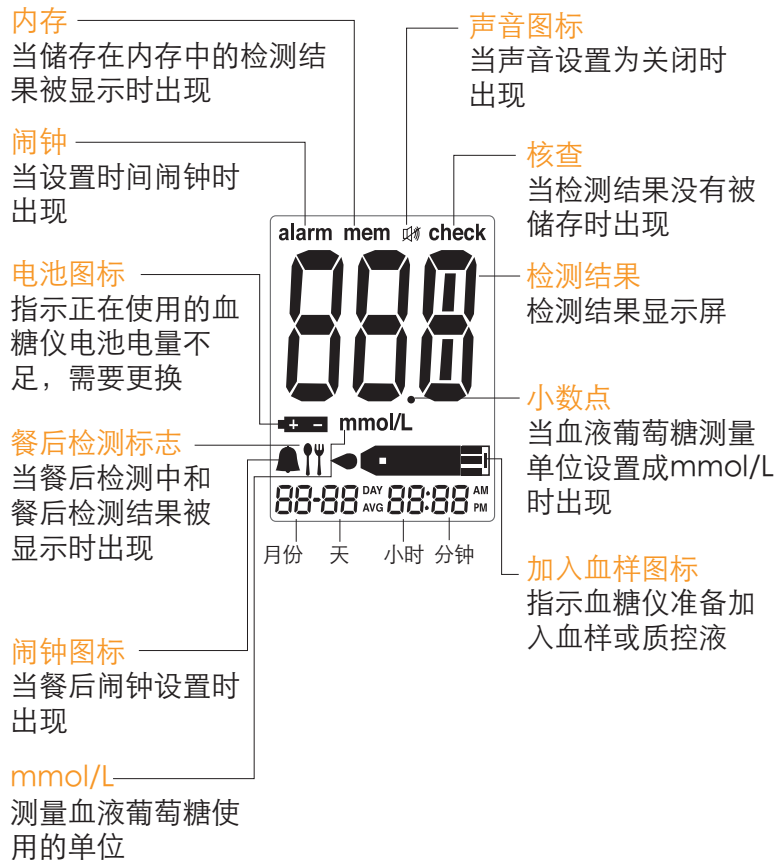 内存
当储存在内存中的检测结
果被显示时出现
声音图标
当声音设置为关闭时
出现
闹钟
当设置时间闹钟时
出现
核查
当检测结果没有被
储存时出现
alarm mem check
电池图标
指示正在使用的血
糖仪电池电量不
足，需要更换
检测结果
检测结果显示屏
888
小数点
当血液葡萄糖测量
单位设置成mmol/L
时出现
mmol/L
餐后检测标志
当餐后检测中和
餐后检测结果被
显示时出现
88-88 DAY AVG 88:88 AM PM
月份 天 小时 分钟
加入血样图标
指示血糖仪准备加
入血样或质控液
闹钟图标
当餐后闹钟设置时
出现
mmol/L
测量血液葡萄糖使
用的单位